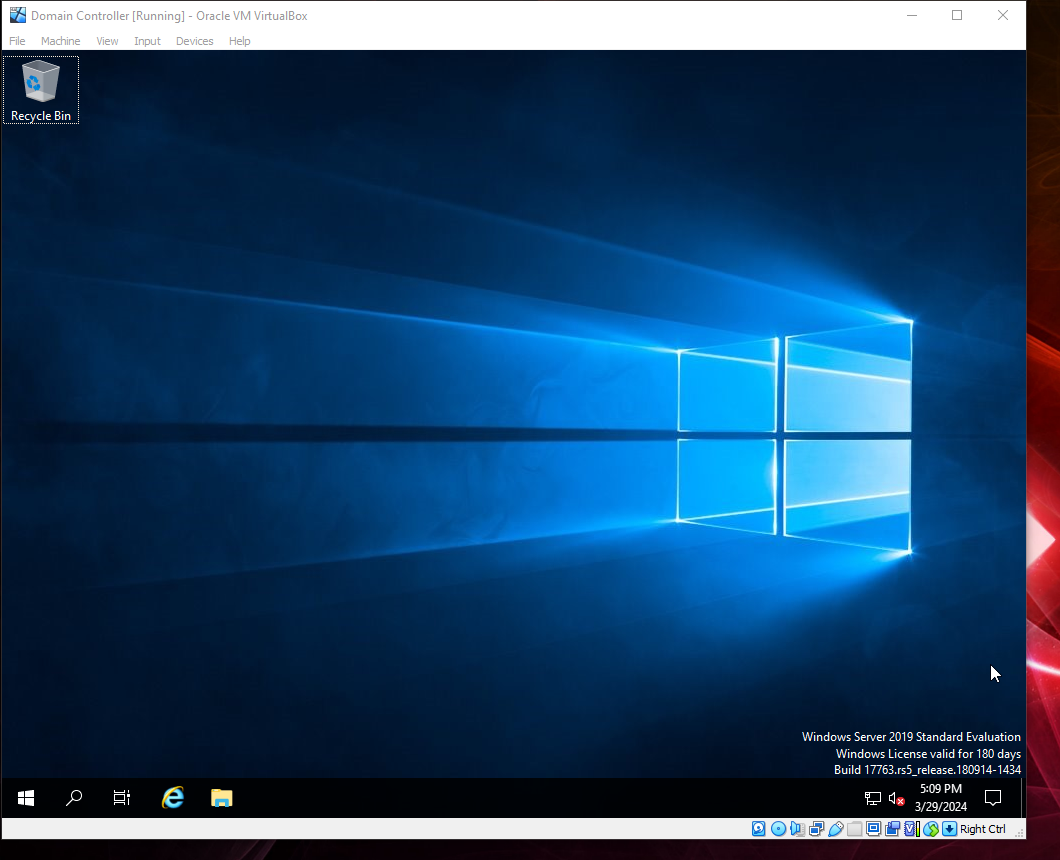 Domain Controller [Running] - Oracle VM VirtualBox
File Machine View Input Devices Help
Recycle Bin
Windows Server 2019 Standard Evaluation
Windows License valid for 180 days
Build 17763.rs5_release.180914-1434
5:09 PM
3/29/2024
Right Ctrl